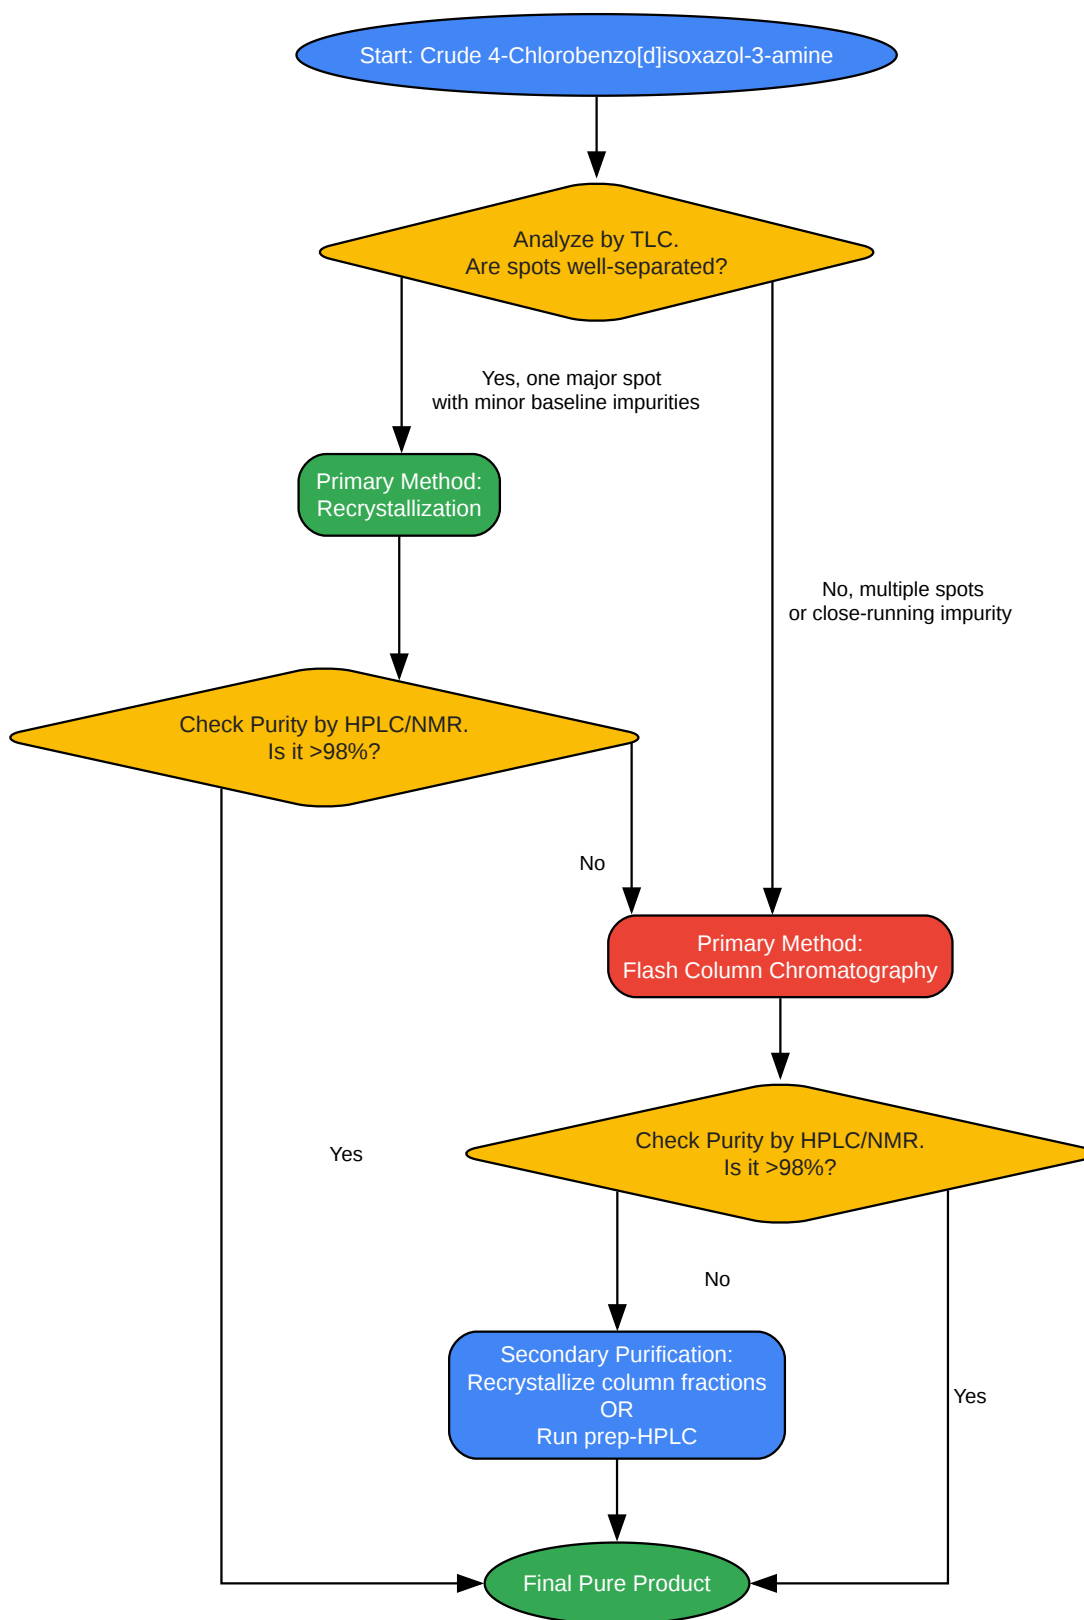 Start: Crude 4-Chlorobenzo[d]isoxazol-3-amine
Analyze by TLC.
Are spots well-separated?
Yes, one major spot
with minor baseline impurities
Primary Method:
Recrystallization
No, multiple spots
or close-running impurity
Check Purity by HPLC/NMR.
Is it >98%?
No
Primary Method:
Flash Column Chromatography
Check Purity by HPLC/NMR.
Is it >98%?
Yes
No
Secondary Purification:
Recrystallize column fractions
OR
Run prep-HPLC
Yes
Final Pure Product